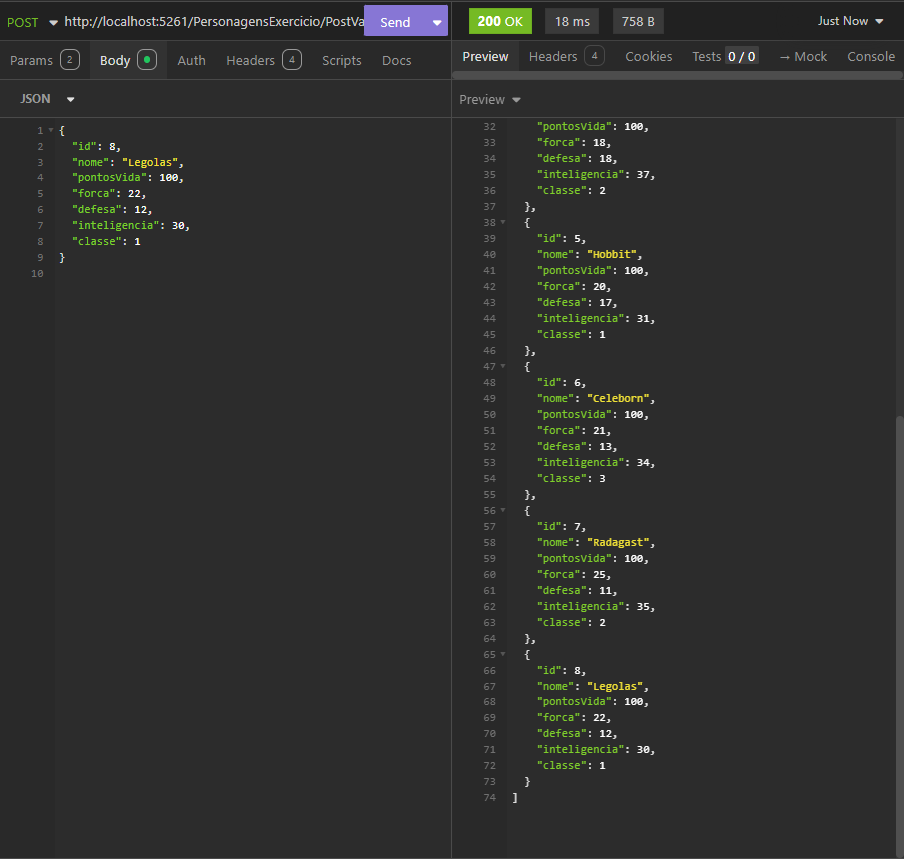 POST http://localhost:5261/PersonagensExercicio/PostVa Send
Params 2 Body Auth Headers 4 Scripts Docs
JSON
1 {
2 "id": 8,
3 "nome": "Legolas",
4 "pontosVida": 100,
5 "forca": 22,
6 "defesa": 12,
7 "inteligencia": 30,
8 "classe": 1
9 }
10
200 OK 18 ms 758 B Just Now
Preview Headers 4 Cookies Tests 0 / 0 → Mock Console
Preview
32 "pontosVida": 100,
33 "forca": 18,
34 "defesa": 18,
35 "inteligencia": 37,
36 "classe": 2
37 },
38 {
39 "id": 5,
40 "nome": "Hobbit",
41 "pontosVida": 100,
42 "forca": 20,
43 "defesa": 17,
44 "inteligencia": 31,
45 "classe": 1
46 },
47 {
48 "id": 6,
49 "nome": "Celeborn",
50 "pontosVida": 100,
51 "forca": 21,
52 "defesa": 13,
53 "inteligencia": 34,
54 "classe": 3
55 },
56 {
57 "id": 7,
58 "nome": "Radagast",
59 "pontosVida": 100,
60 "forca": 25,
61 "defesa": 11,
62 "inteligencia": 35,
63 "classe": 2
64 },
65 {
66 "id": 8,
67 "nome": "Legolas",
68 "pontosVida": 100,
69 "forca": 22,
70 "defesa": 12,
71 "inteligencia": 30,
72 "classe": 1
73 }
74 ]